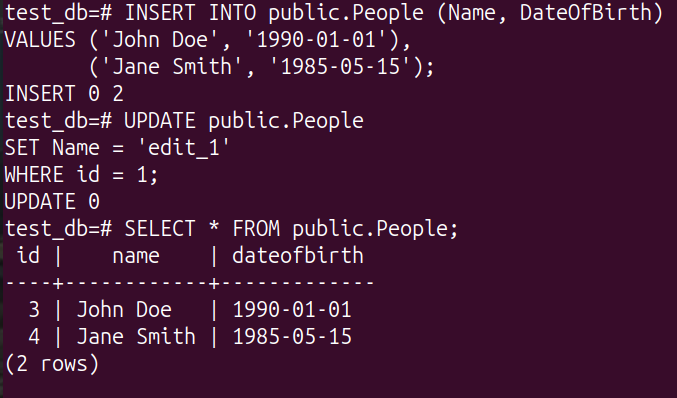 test_db=# INSERT INTO public.People (Name, DateOfBirth)
VALUES ('John Doe', '1990-01-01'),
       ('Jane Smith', '1985-05-15');
INSERT 0 2
test_db=# UPDATE public.People
SET Name = 'edit_1'
WHERE id = 1;
UPDATE 0
test_db=# SELECT * FROM public.People;
 id |    name    | dateofbirth
----+------------+-------------
  3 | John Doe   | 1990-01-01
  4 | Jane Smith | 1985-05-15
(2 rows)